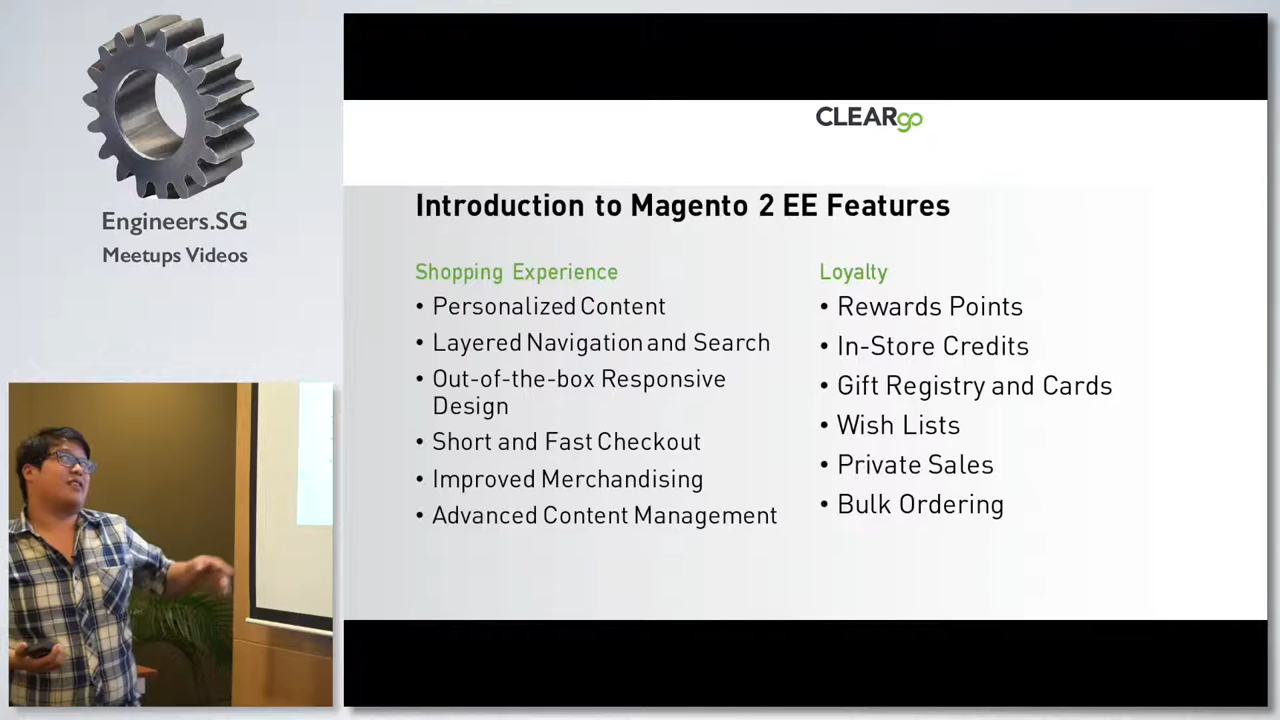 Engineers.SG
Meetups Videos
CLEARgo
Introduction to Magento 2 EE Features
Shopping Experience
• Personalized Content
• Layered Navigation and Search
• Out-of-the-box Responsive
Design
• Short and Fast Checkout
• Improved Merchandising
• Advanced Content Management
Loyalty
• Rewards Points
• In-Store Credits
• Gift Registry and Cards
• Wish Lists
• Private Sales
• Bulk Ordering